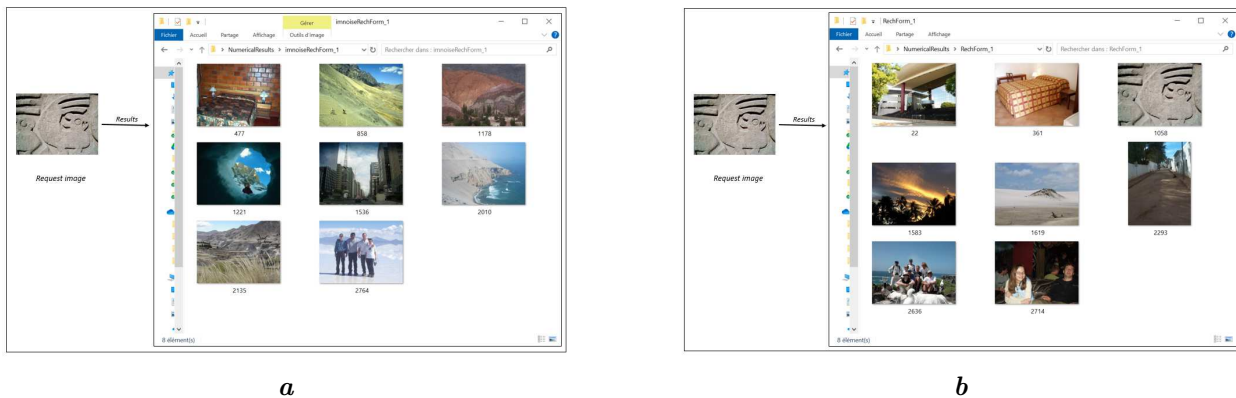 Gérer imnoiseRechForm_1
Fichier Accueil Partage Affichage Outils d'image
NumericalResults > imnoiseRechForm_1 Rechercher dans : imnoiseRechForm_1
Results
Request image
477 858 1178
1221 1536 2010
2135 2764
8 élément(s)
a
RechForm_1
Fichier Accueil Partage Affichage
NumericalResults > RechForm_1 Rechercher dans : RechForm_1
Results
Request image
22 361 1058
1583 1619 2293
2636 2714
8 élément(s)
b